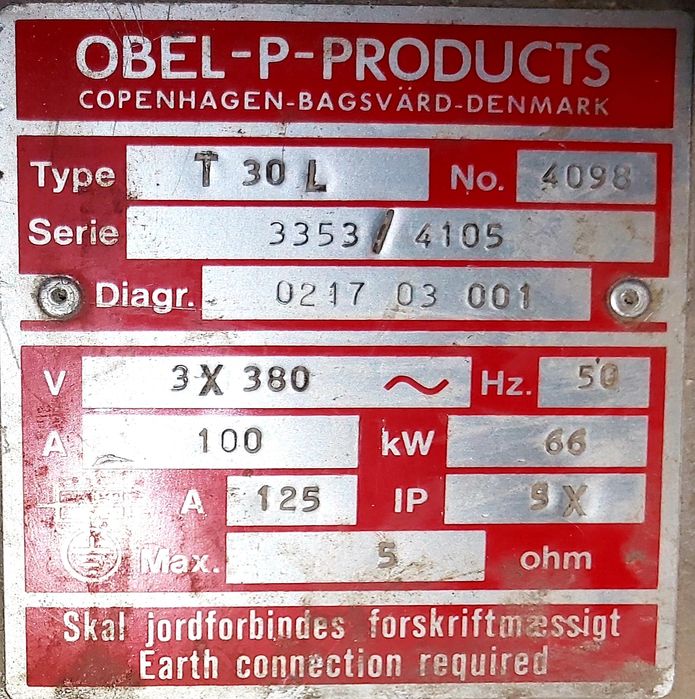 OBEL-P-PRODUCTS
COPENHAGEN-BAGSVÄRD-DENMARK
Type T 30 L No. 4098
Serie 3353/4105
Diagr. 0217 03 001
V 3X 380 ~ Hz. 50
A 100 kW 66
A 125 IP 5X
Max. 5 ohm
Skal jordforbindes forskriftmæssigt
Earth connection required